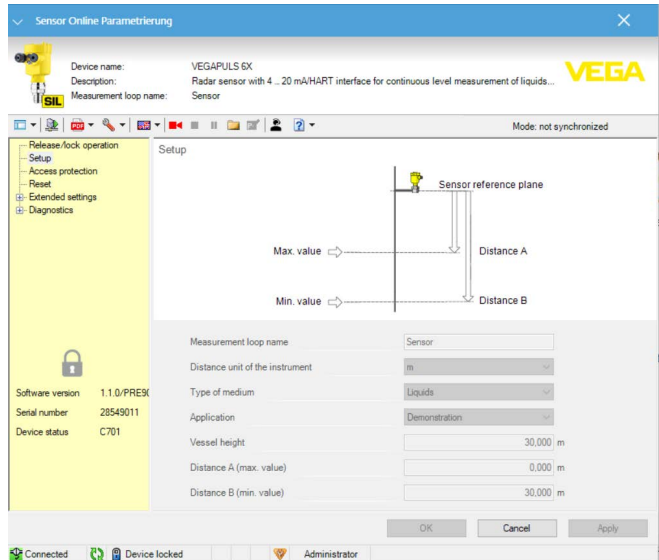 Sensor Online Parametrierung
Device name: VEGAPULS 6X
Description: Radar sensor with 4 .. 20 mA/HART interface for continuous level measurement of liquids...
Measurement loop name: Sensor
VEGA
SIL
PDF
Mode: not synchronized
Release/lock operation
Setup
Access protection
Reset
Extended settings
Diagnostics
Setup
Sensor reference plane
Max. value
Distance A
Min. value
Distance B
Measurement loop name Sensor
Distance unit of the instrument m
Type of medium Liquids
Application Demonstration
Vessel height 30,000 m
Distance A (max. value) 0,000 m
Distance B (min. value) 30,000 m
Software version 1.1.0/PRE90
Serial number 28549011
Device status C701
OK Cancel Apply
Connected Device locked Administrator